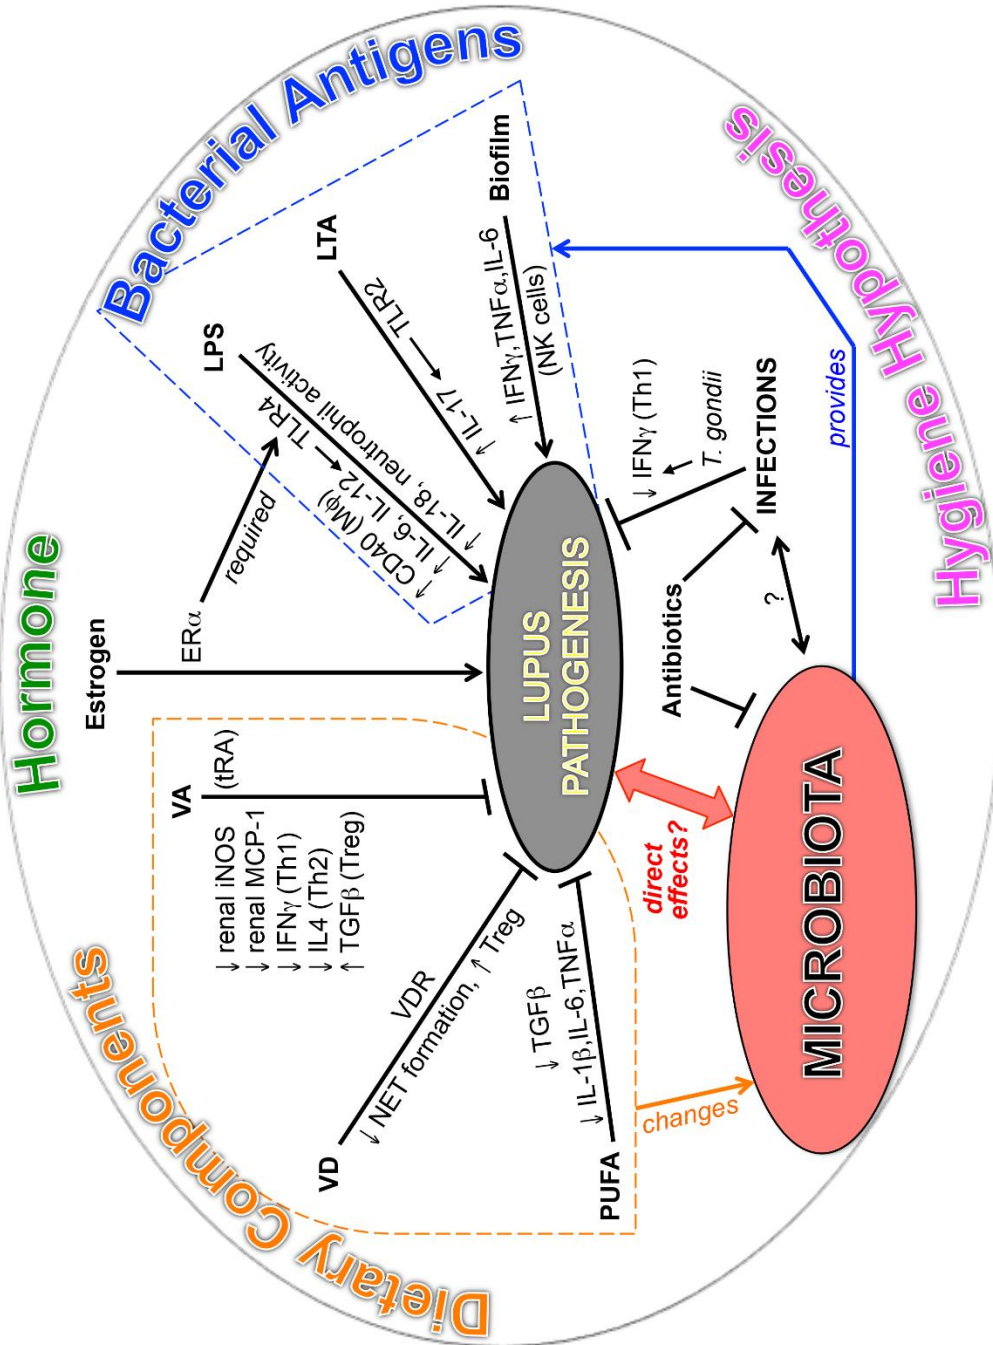 Hormone
Dietary Components
Bacterial Antigens
Hygiene Hypothesis
Estrogen
ERα
required
VA
(tRA)
↓ renal iNOS
↓ renal MCP-1
↓ IFNγ (Th1)
↓ IL4 (Th2)
↑ TGFβ (Treg)
VD
VDR
↓ NET formation, ↑ Treg
PUFA
↓ TGFβ
↓ IL-1β,IL-6,TNFα
changes
LPS
TLR4
↑ CD40 (Mϕ)
↑ IL-6, IL-12
↑ IL-18, neutrophil activity
LTA
TLR2
↑ IL-17
Biofilm
↑ IFNγ,TNFα,IL-6
(NK cells)
LUPUS
PATHOGENESIS
↓ IFNγ (Th1)
T. gondii
INFECTIONS
Antibiotics
?
direct
effects?
MICROBIOTA
provides